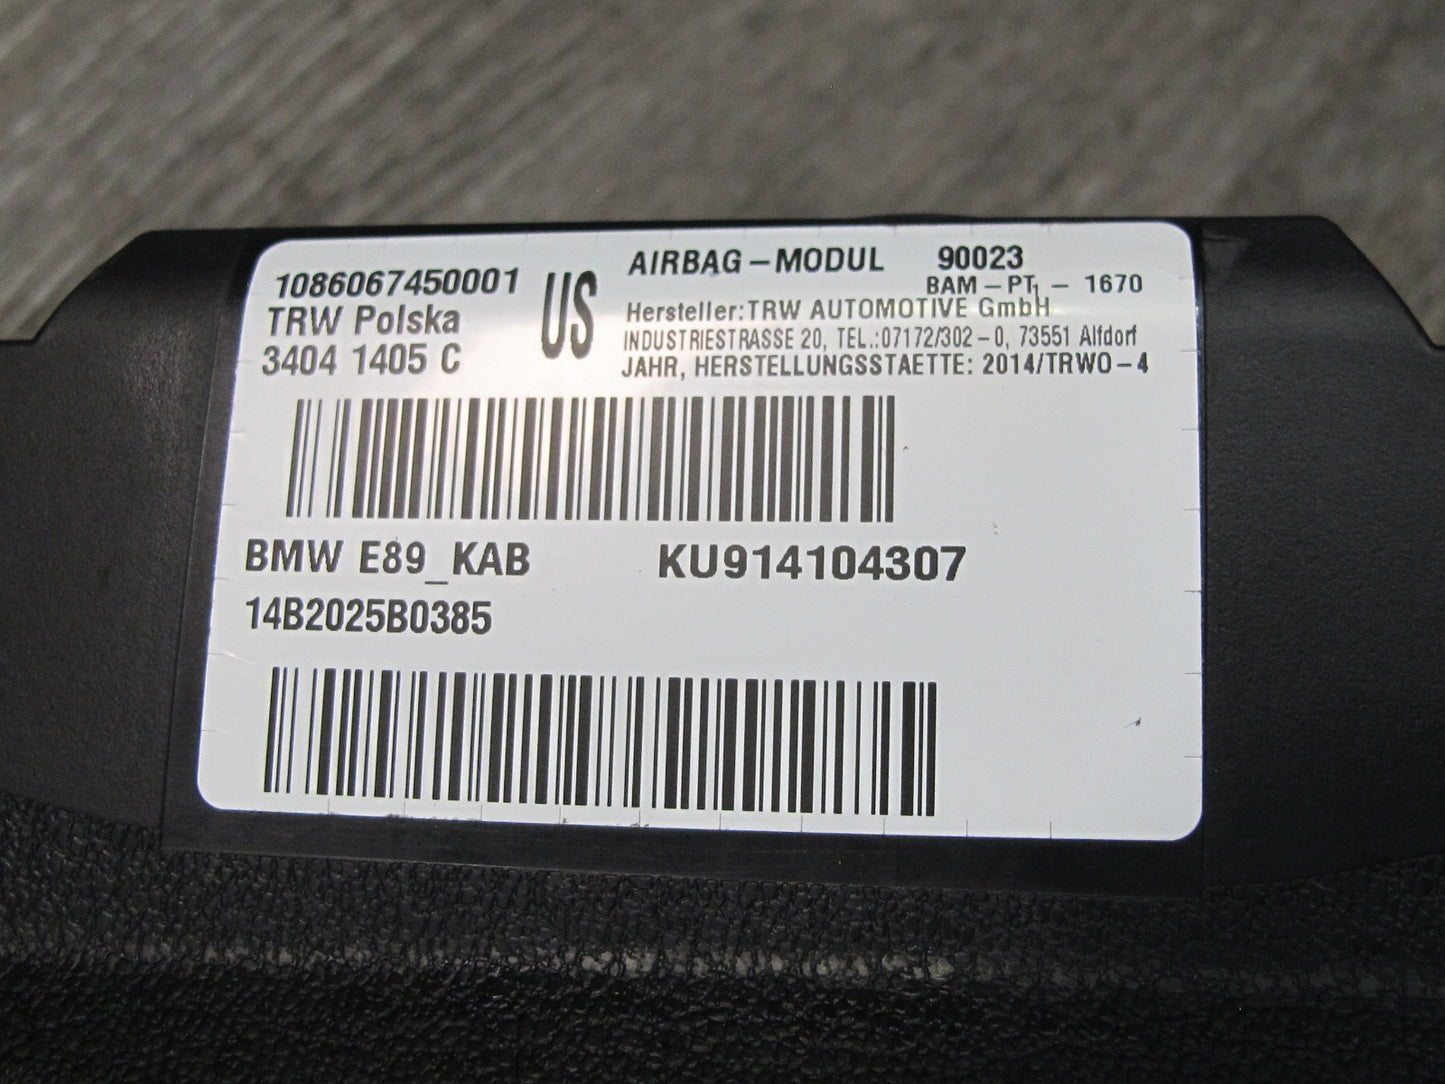 1086067450001
TRW Polska
3404 1405 C
US
AIRBAG-MODUL 90023
BAM-PT1-1670
Hersteller:TRW AUTOMOTIVE GmbH
INDUSTRIESTRASSE 20, TEL.:07172/302-0, 73551 Alfdorf
JAHR, HERSTELLUNGSSTAETTE: 2014/TRWO-4
BMW E89_KAB KU914104307
14B2025B0385